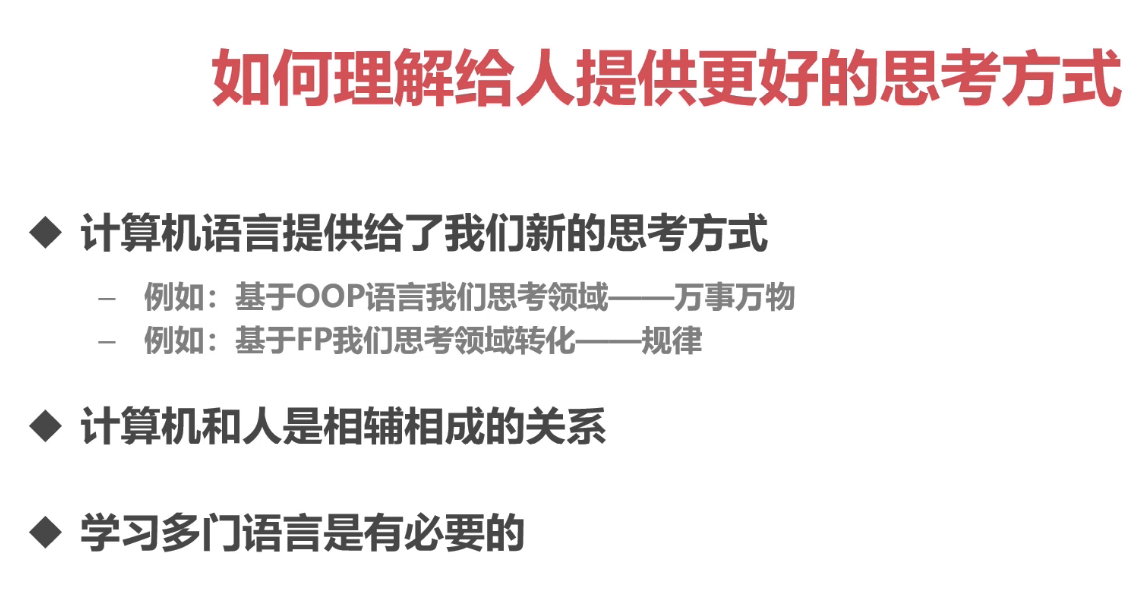 如何理解给人提供更好的思考方式
◆ 计算机语言提供给了我们新的思考方式
– 例如：基于OOP语言我们思考领域——万事万物
– 例如：基于FP我们思考领域转化——规律
◆ 计算机和人是相辅相成的关系
◆ 学习多门语言是有必要的